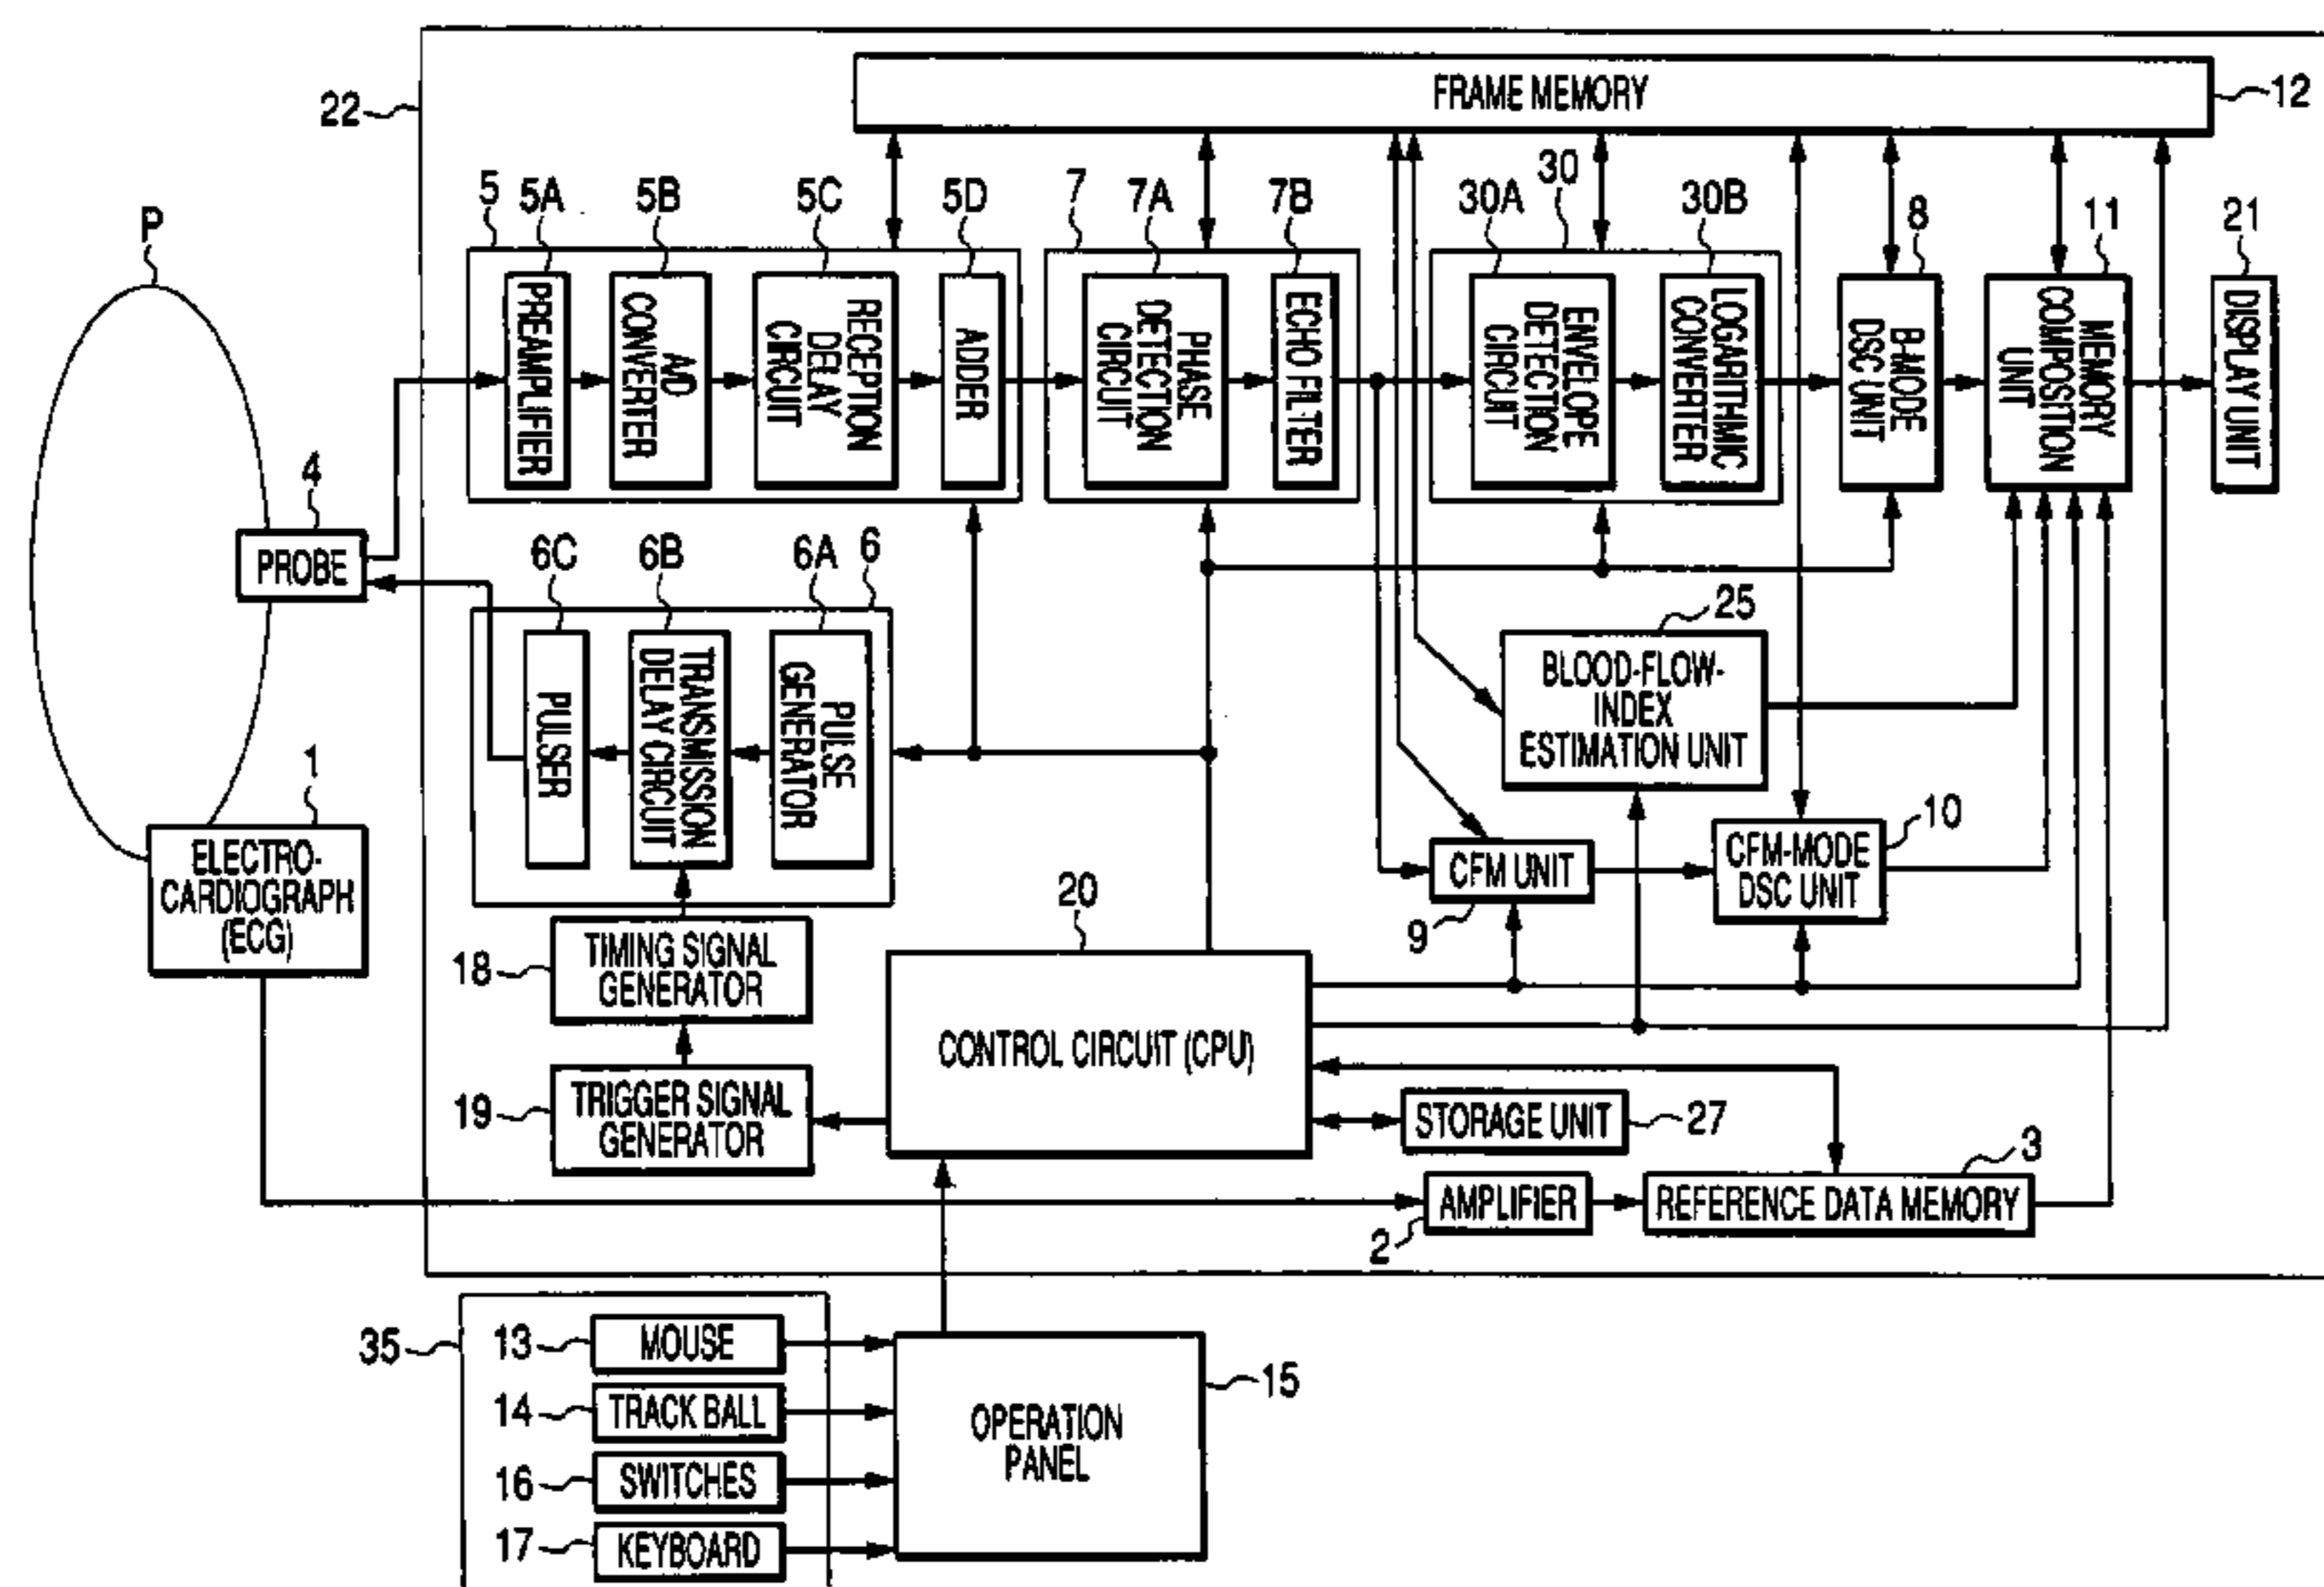 FRAME MEMORY
12
22
5
5A
5B
5C
5D
7
7A
7B
30
30A
30B
8
11
21
P
PREAMPLIFIER
A/D
CONVERTER
RECEPTION
DELAY
CIRCUIT
ADDER
PHASE
DETECTION
CIRCUIT
ECHO FILTER
ENVELOPE
DETECTION
CIRCUIT
LOGARITHMIC
CONVERTER
B-MODE
DSC UNIT
MEMORY
COMPOSITION
UNIT
DISPLAY UNIT
4
PROBE
6C
6B
6A
6
PULSER
TRANSMISSION
DELAY CIRCUIT
PULSE
GENERATOR
25
BLOOD-FLOW-
INDEX
ESTIMATION UNIT
1
ELECTRO-
CARDIOGRAPH
(ECG)
CFM UNIT
9
CFM-MODE
DSC UNIT
10
20
CONTROL CIRCUIT (CPU)
18
TIMING SIGNAL
GENERATOR
19
TRIGGER SIGNAL
GENERATOR
STORAGE UNIT
27
3
AMPLIFIER
2
REFERENCE DATA MEMORY
35
13
MOUSE
14
TRACK BALL
16
SWITCHES
17
KEYBOARD
OPERATION
PANEL
15